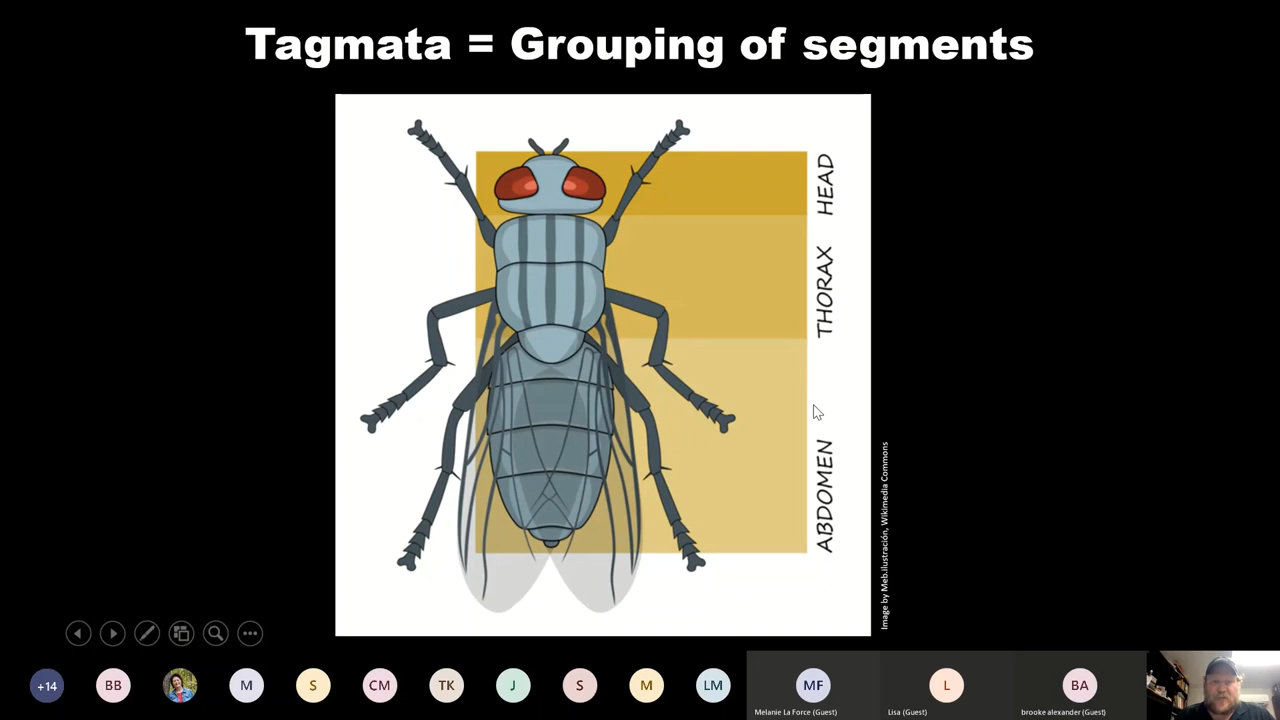 Tagmata = Grouping of segments
HEAD
THORAX
ABDOMEN
Image by Meb.ilustración, Wikimedia Commons
+14
BB
M
S
CM
TK
J
S
M
LM
MF
L
BA
Melanie La Force (Guest)
Lisa (Guest)
brooke alexander (Guest)